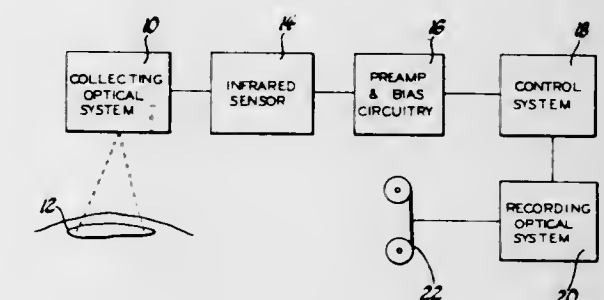 10
14
16
18
COLLECTING
OPTICAL
SYSTEM
INFRARED
SENSOR
PREAMP
& BIAS
CIRCUITRY
CONTROL
SYSTEM
12
RECORDING
OPTICAL
SYSTEM
22
20